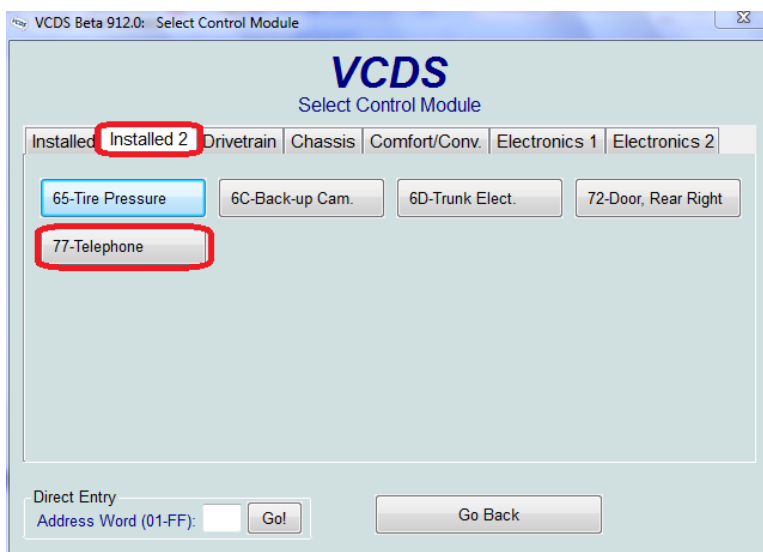 VCDS Beta 912.0: Select Control Module
VCDS
Select Control Module
Installed Installed 2 Drivetrain Chassis Comfort/Conv. Electronics 1 Electronics 2
65-Tire Pressure 6C-Back-up Cam. 6D-Trunk Elect. 72-Door, Rear Right
77-Telephone
Direct Entry
Address Word (01-FF): Go! Go Back